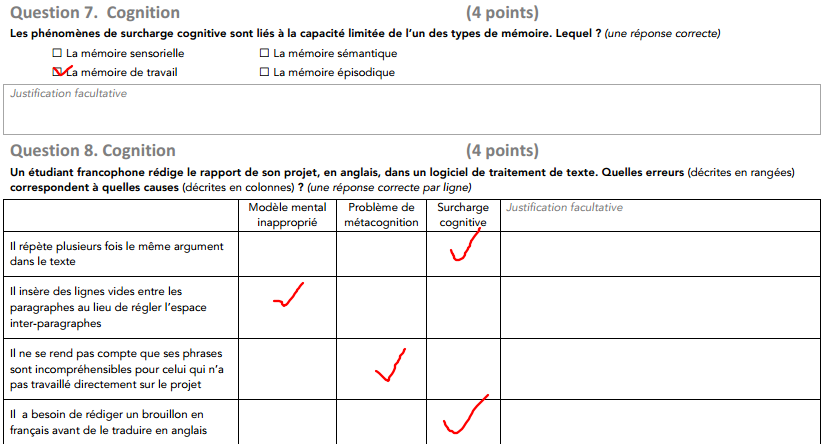 Question 7. Cognition (4 points)
Les phénomènes de surcharge cognitive sont liés à la capacité limitée de l'un des types de mémoire. Lequel ? (une réponse correcte)
☐ La mémoire sensorielle ☐ La mémoire sémantique
☑ La mémoire de travail ☐ La mémoire épisodique
Justification facultative
Question 8. Cognition (4 points)
Un étudiant francophone rédige le rapport de son projet, en anglais, dans un logiciel de traitement de texte. Quelles erreurs (décrites en rangées)
correspondent à quelles causes (décrites en colonnes) ? (une réponse correcte par ligne)
Modèle mental
inapproprié
Problème de
métacognition
Surcharge
cognitive
Justification facultative
Il répète plusieurs fois le même argument
dans le texte
Il insère des lignes vides entre les
paragraphes au lieu de régler l'espace
inter-paragraphes
Il ne se rend pas compte que ses phrases
sont incompréhensibles pour celui qui n'a
pas travaillé directement sur le projet
Il a besoin de rédiger un brouillon en
français avant de le traduire en anglais